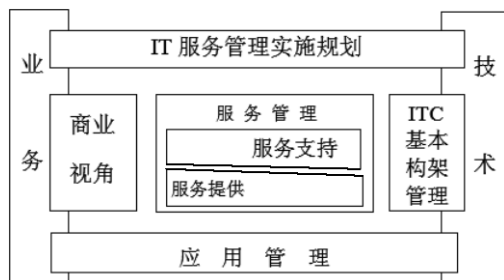 IT 服务管理实施规划
业务
技术
商业
视角
服 务 管 理
服务支持
服务提供
ITC
基本
构架
管理
应 用 管 理